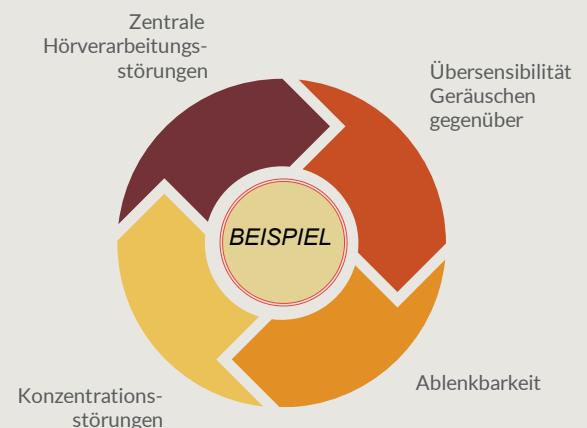 Zentrale
Hörverarbeitungs-
störungen
Übersensibilität
Geräuschen
gegenüber
BEISPIEL
Ablenkbarkeit
Konzentrations-
störungen